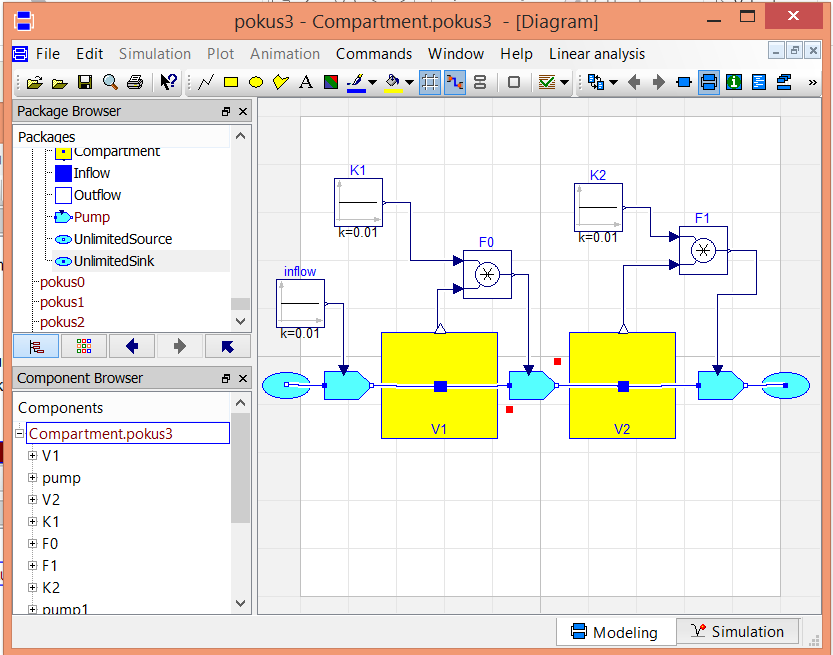 pokus3 - Compartment.pokus3 - [Diagram]
File Edit Simulation Plot Animation Commands Window Help Linear analysis
A
»
Package Browser
Packages
Compartment
Inflow
Outflow
Pump
UnlimitedSource
UnlimitedSink
pokus0
pokus1
pokus2
Component Browser
Components
Compartment.pokus3
V1
pump
V2
K1
F0
F1
K2
pump1
K1
k=0.01
K2
k=0.01
F0
F1
inflow
k=0.01
V1
V2
Modeling
Simulation